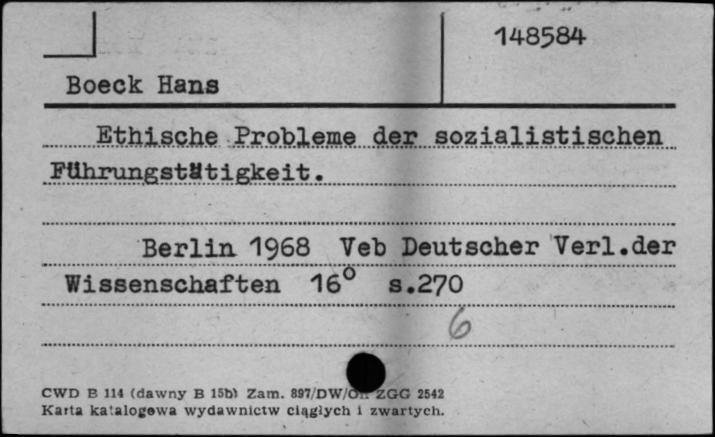 148584
Boeck Hans
Ethische Probleme der sozialistischen
Führungstätigkeit.
Berlin 1968 Veb Deutscher Verl.der
Wissenschaften 16° s.270
6
CWD B 114 (dawny B 15b) Zam. 897/DW/ ZGG 2542
Karta katalogowa wydawnictw ciągłych i zwartych.